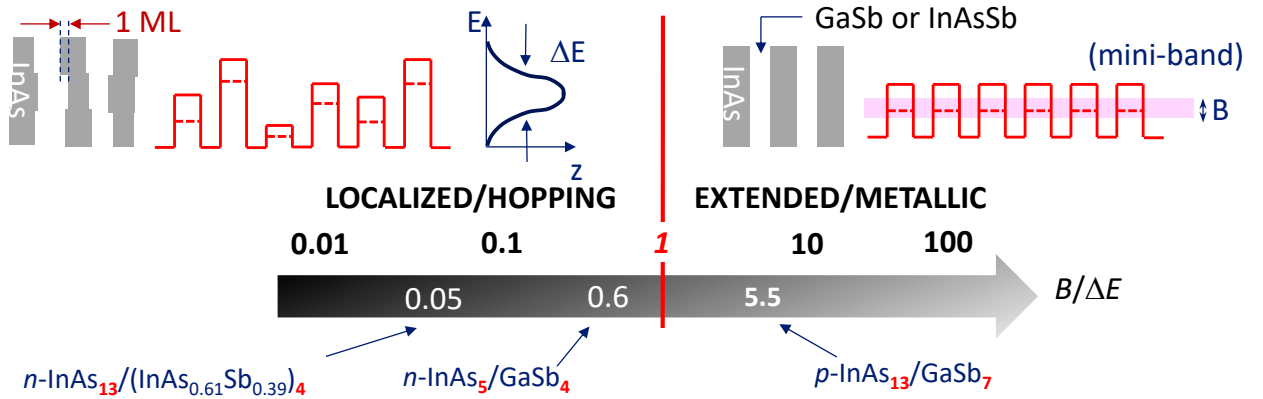 1 ML
InAs
E
ΔE
z
GaSb or InAsSb
InAs
(mini-band)
B
LOCALIZED/HOPPING
EXTENDED/METALLIC
0.01
0.1
1
10
100
0.05
0.6
5.5
B/ΔE
n-InAs₁₃/(InAs₀.₆₁Sb₀.₃₉)₄
n-InAs₅/GaSb₄
p-InAs₁₃/GaSb₇